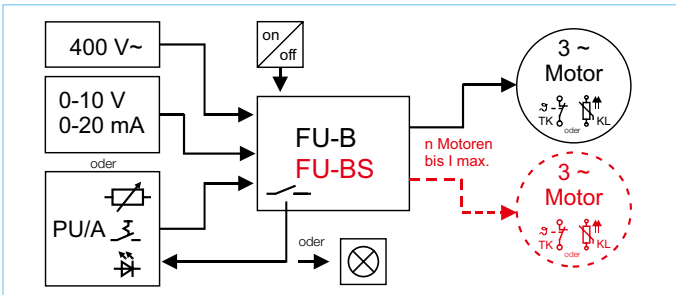 400 V~
0-10 V
0-20 mA
oder
PU/A
on
off
FU-B
FU-BS
oder
n Motoren
bis I max.
3 ~
Motor
ϑ
TK
oder
KL
3 ~
Motor
ϑ
TK
oder
KL